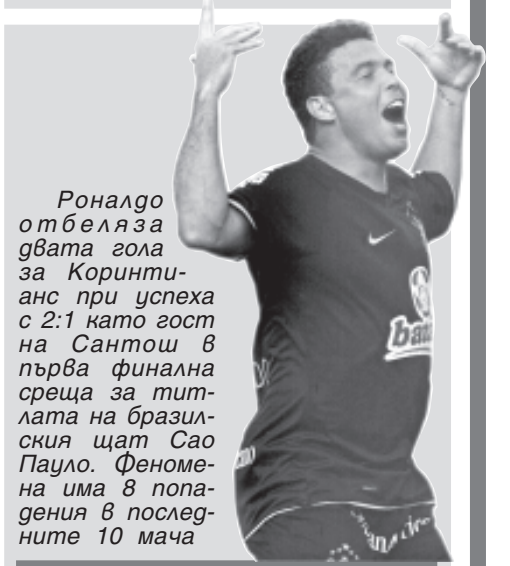 Роналдо
отбеляза
двата гола
за Коринти-
анс при успеха
с 2:1 като гост
на Сантош в
първа финална
среща за тит-
лата на бразил-
ския щат Сао
Пауло. Феноме-
на има 8 попа-
дения в послед-
ните 10 мача